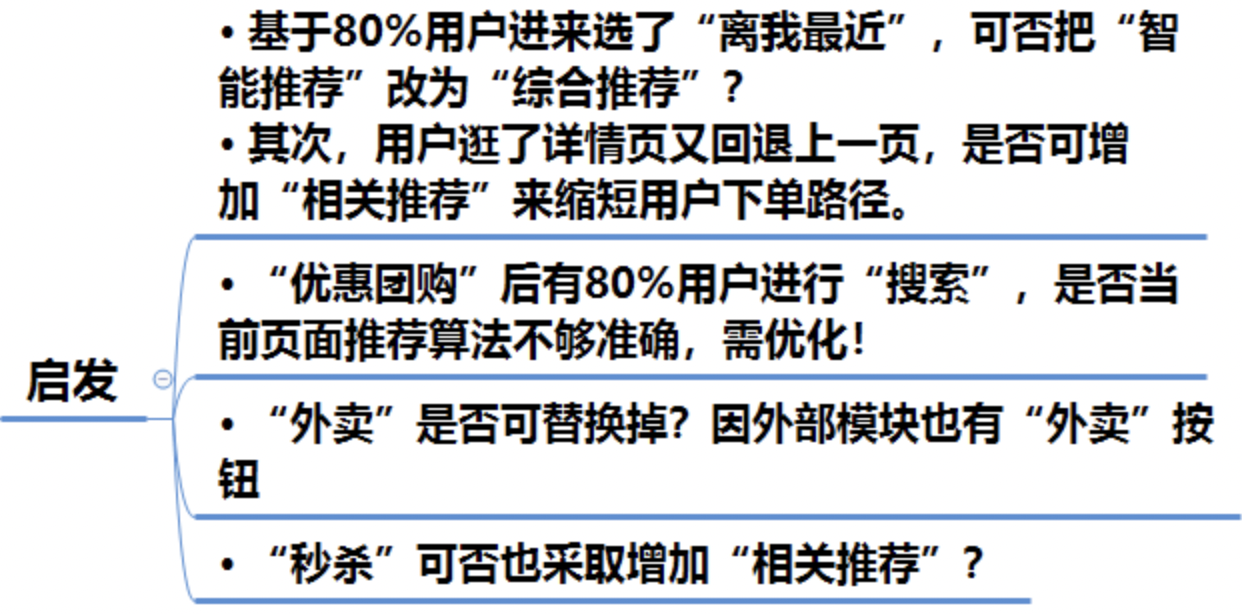 • 基于80%用户进来选了“离我最近”，可否把“智
能推荐”改为“综合推荐”？
• 其次，用户逛了详情页又回退上一页，是否可增
加“相关推荐”来缩短用户下单路径。
• “优惠团购”后有80%用户进行“搜索”，是否当
前页面推荐算法不够准确，需优化！
启发
• “外卖”是否可替换掉？因外部模块也有“外卖”按
钮
• “秒杀”可否也采取增加“相关推荐”？